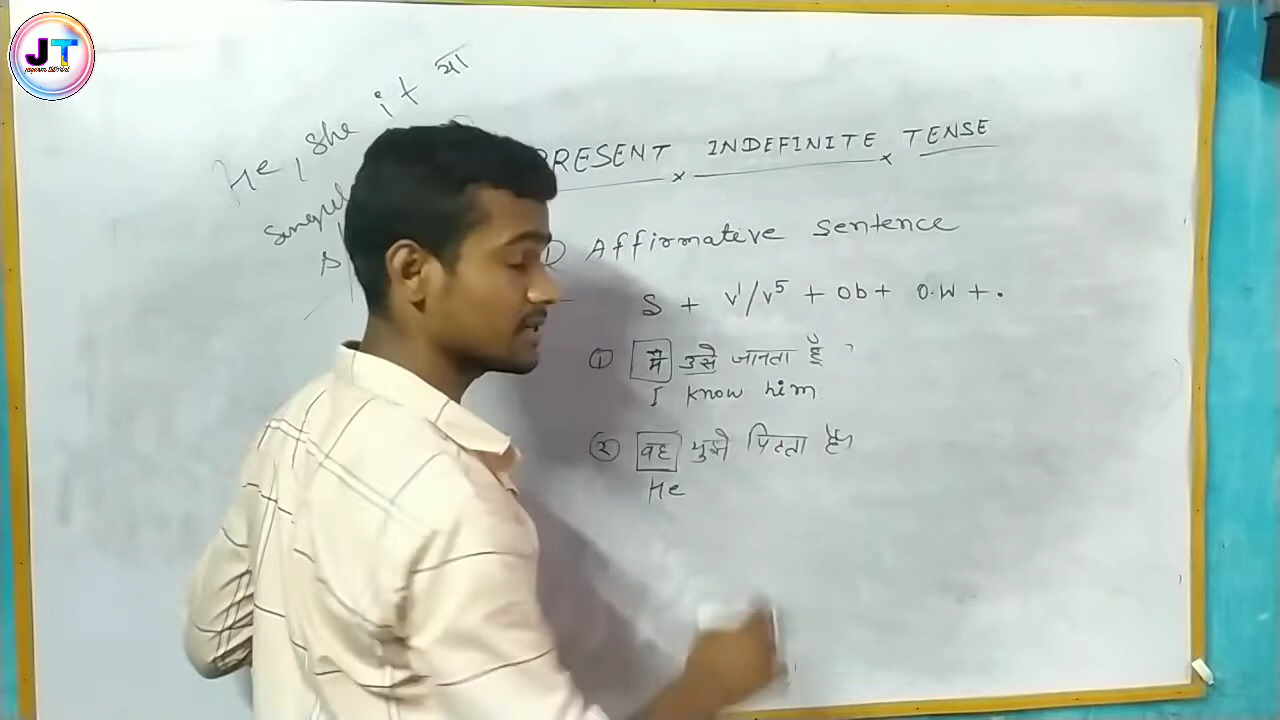 JT
He, she it या
s
PRESENT INDEFINITE TENSE
1) Affirmative sentence
S + V¹/V⁵ + Ob + O.W + .
① मैं उसे जानता हूँ
I know him
② वह मुझे पिटता है।
He